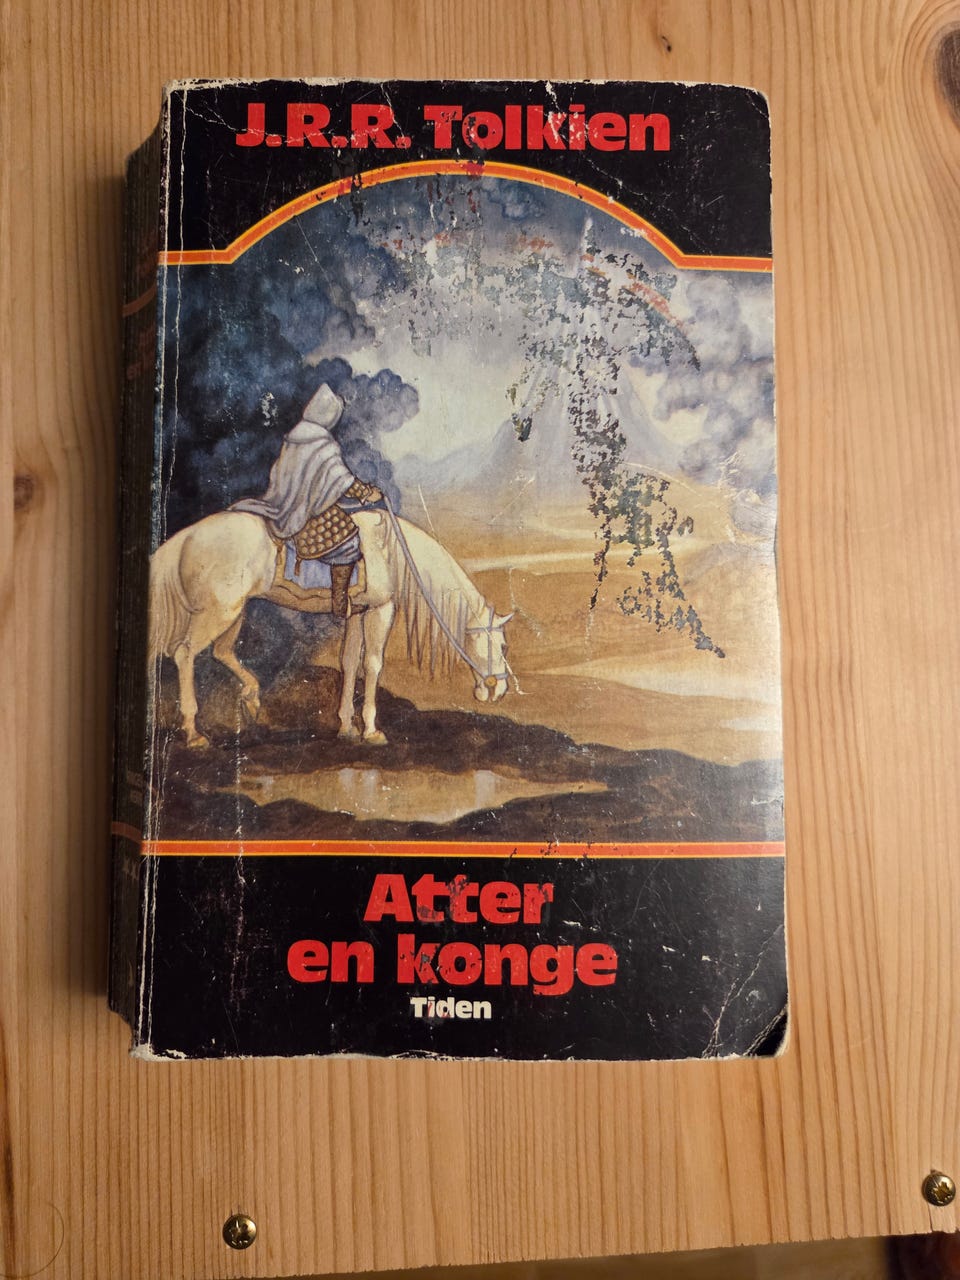 J.R.R. Tolkien
Atter
en konge
Tiden